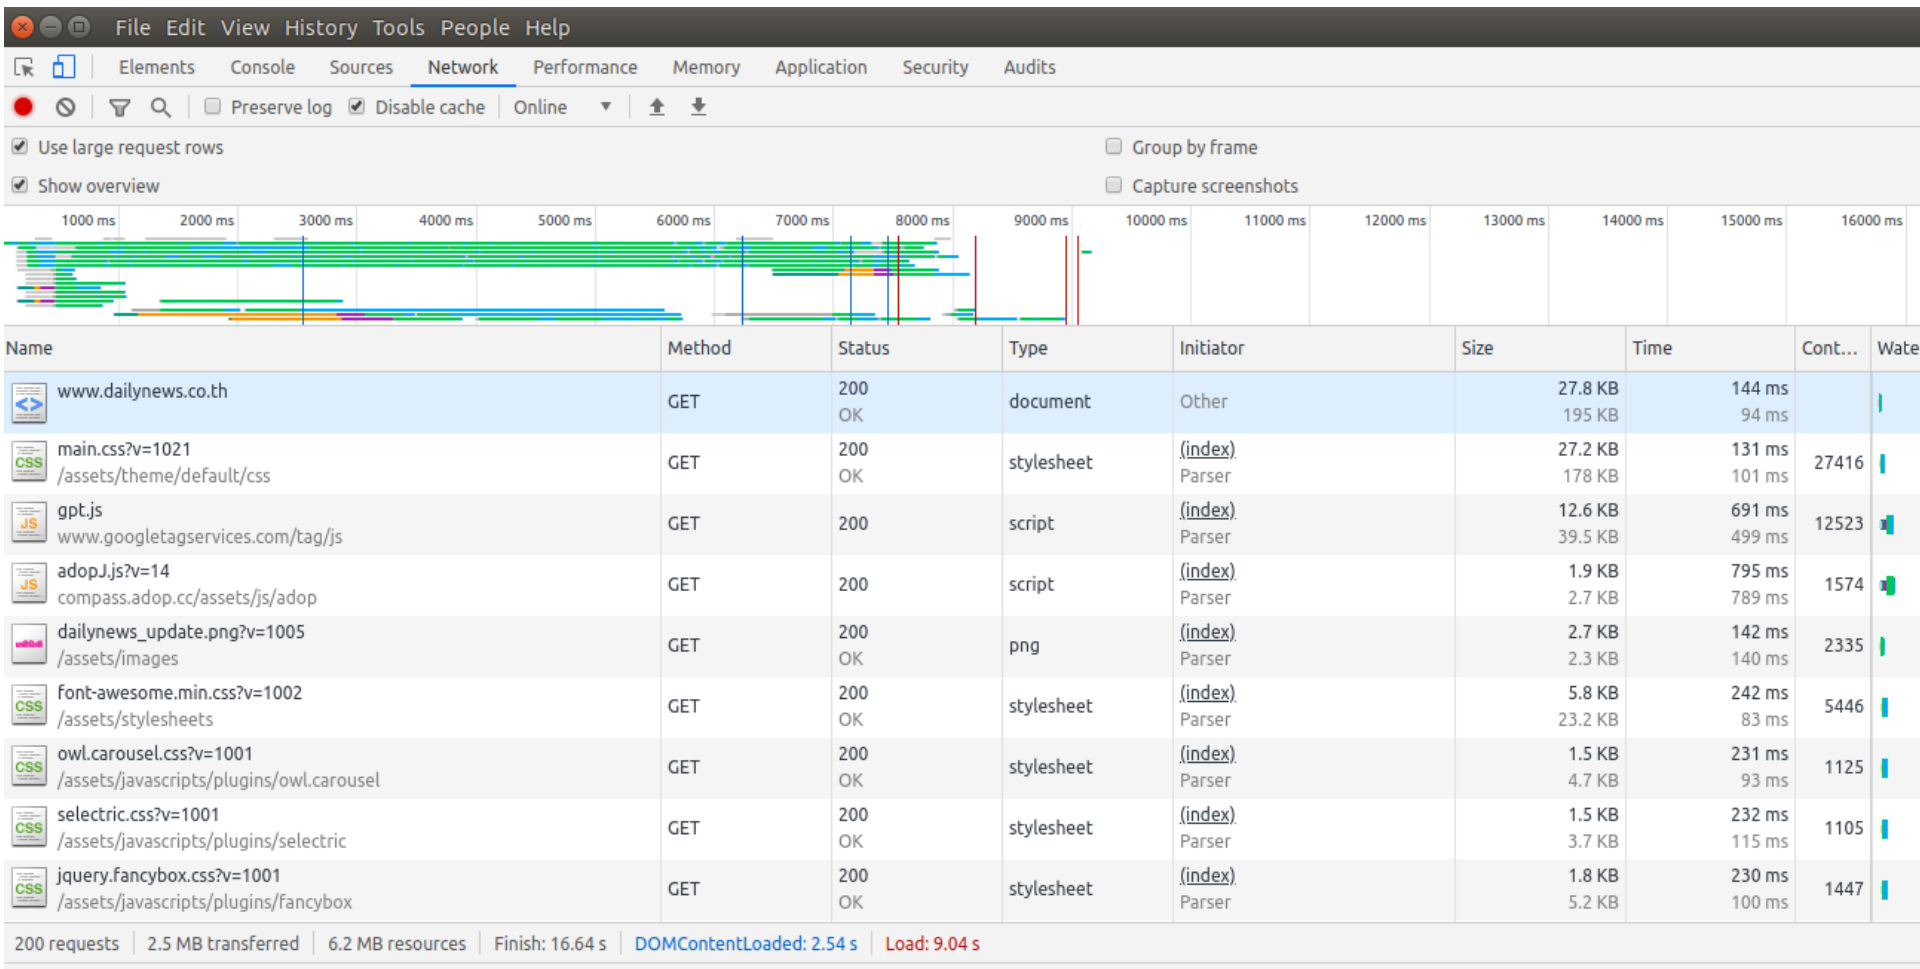 File Edit View History Tools People Help
Elements Console Sources Network Performance Memory Application Security Audits
Preserve log Disable cache Online
Use large request rows Group by frame
Show overview Capture screenshots
1000 ms 2000 ms 3000 ms 4000 ms 5000 ms 6000 ms 7000 ms 8000 ms 9000 ms 10000 ms 11000 ms 12000 ms 13000 ms 14000 ms 15000 ms 16000 ms
Name Method Status Type Initiator Size Time Cont... Wate
www.dailynews.co.th GET 200 document Other 27.8 KB 144 ms
OK 195 KB 94 ms
main.css?v=1021 GET 200 stylesheet (index) 27.2 KB 131 ms 27416
/assets/theme/default/css OK Parser 178 KB 101 ms
gpt.js GET 200 script (index) 12.6 KB 691 ms 12523
www.googletagservices.com/tag/js Parser 39.5 KB 499 ms
adopJ.js?v=14 GET 200 script (index) 1.9 KB 795 ms 1574
compass.adop.cc/assets/js/adop Parser 2.7 KB 789 ms
dailynews_update.png?v=1005 GET 200 png (index) 2.7 KB 142 ms 2335
/assets/images OK Parser 2.3 KB 140 ms
font-awesome.min.css?v=1002 GET 200 stylesheet (index) 5.8 KB 242 ms 5446
/assets/stylesheets OK Parser 23.2 KB 83 ms
owl.carousel.css?v=1001 GET 200 stylesheet (index) 1.5 KB 231 ms 1125
/assets/javascripts/plugins/owl.carousel OK Parser 4.7 KB 93 ms
selectric.css?v=1001 GET 200 stylesheet (index) 1.5 KB 232 ms 1105
/assets/javascripts/plugins/selectric OK Parser 3.7 KB 115 ms
jquery.fancybox.css?v=1001 GET 200 stylesheet (index) 1.8 KB 230 ms 1447
/assets/javascripts/plugins/fancybox OK Parser 5.2 KB 100 ms
200 requests 2.5 MB transferred 6.2 MB resources Finish: 16.64 s DOMContentLoaded: 2.54 s Load: 9.04 s